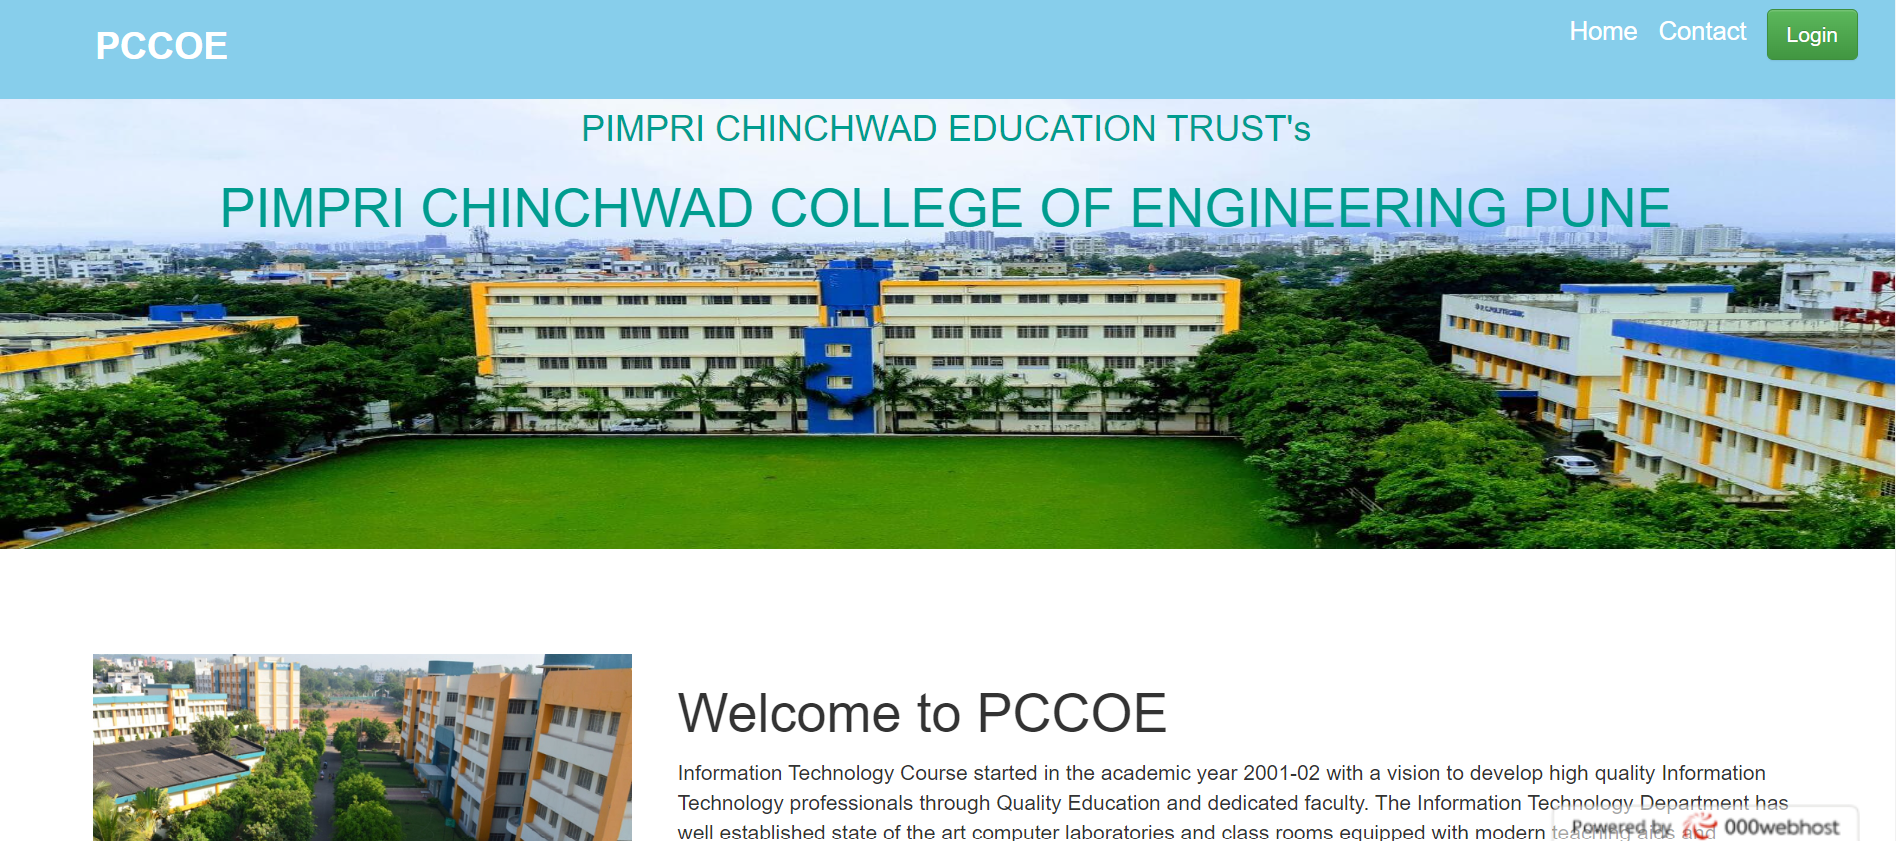 PCCOE
Home Contact Login
PIMPRI CHINCHWAD EDUCATION TRUST's
PIMPRI CHINCHWAD COLLEGE OF ENGINEERING PUNE
Welcome to PCCOE
Information Technology Course started in the academic year 2001-02 with a vision to develop high quality Information
Technology professionals through Quality Education and dedicated faculty. The Information Technology Department has
well established state of the art computer laboratories and class rooms equipped with modern teaching aids and
Powered by 000webhost